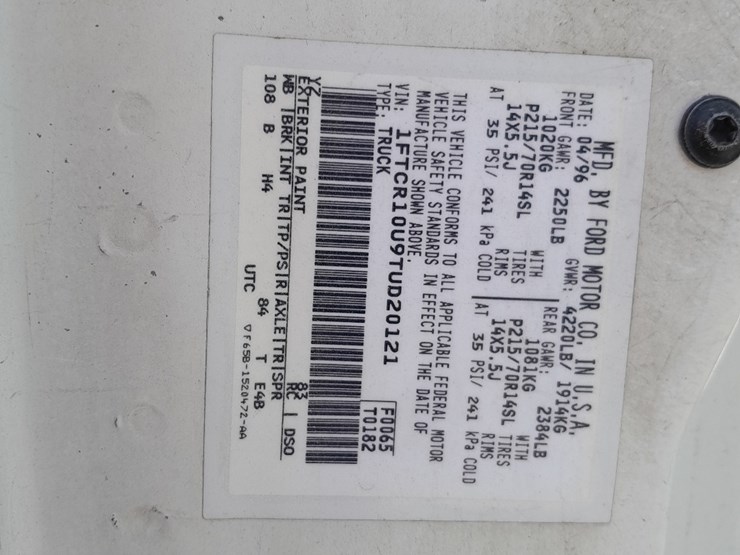 MFD. BY FORD MOTOR CO. IN U.S.A.
DATE: 04/96 GVWR: 4220LB/ 1914KG
FRONT GAWR: 2250LB REAR GAWR: 2384LB
1020KG WITH 1081KG WITH
P215/70R14SL TIRES P215/70R14SL TIRES
14X5.5J RIMS 14X5.5J RIMS
AT 35 PSI/ 241 kPa COLD AT 35 PSI/ 241 kPa COLD
THIS VEHICLE CONFORMS TO ALL APPLICABLE FEDERAL MOTOR
VEHICLE SAFETY STANDARDS IN EFFECT ON THE DATE OF
MANUFACTURE SHOWN ABOVE.
VIN: 1FTCR10U9TUD20121 F0065
TYPE: TRUCK T0182
YZ
EXTERIOR PAINT 83 RC DSO
WB BRK INT TR TP/PS R AXLE TR SPR
108 B H4 84 T E4B
UTC ▽F65B-1520472-AA